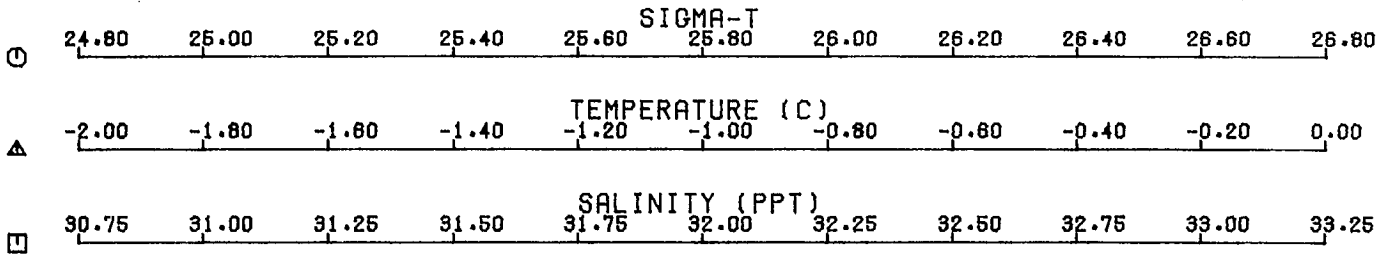 SIGMA-T
24.80 25.00 25.20 25.40 25.60 25.80 26.00 26.20 26.40 26.60 26.80
TEMPERATURE (C)
-2.00 -1.80 -1.60 -1.40 -1.20 -1.00 -0.80 -0.60 -0.40 -0.20 0.00
SALINITY (PPT)
30.75 31.00 31.25 31.50 31.75 32.00 32.25 32.50 32.75 33.00 33.25